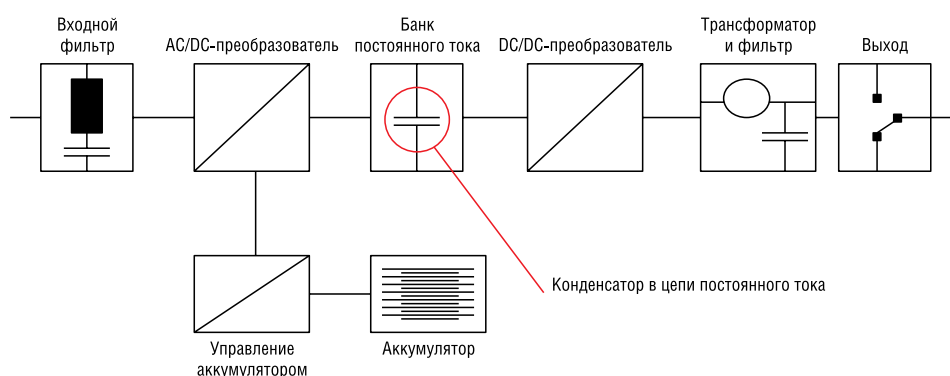 Входной
фильтр
AC/DC-преобразователь
Банк
постоянного тока
DC/DC-преобразователь
Трансформатор
и фильтр
Выход
Конденсатор в цепи постоянного тока
Управление
аккумулятором
Аккумулятор